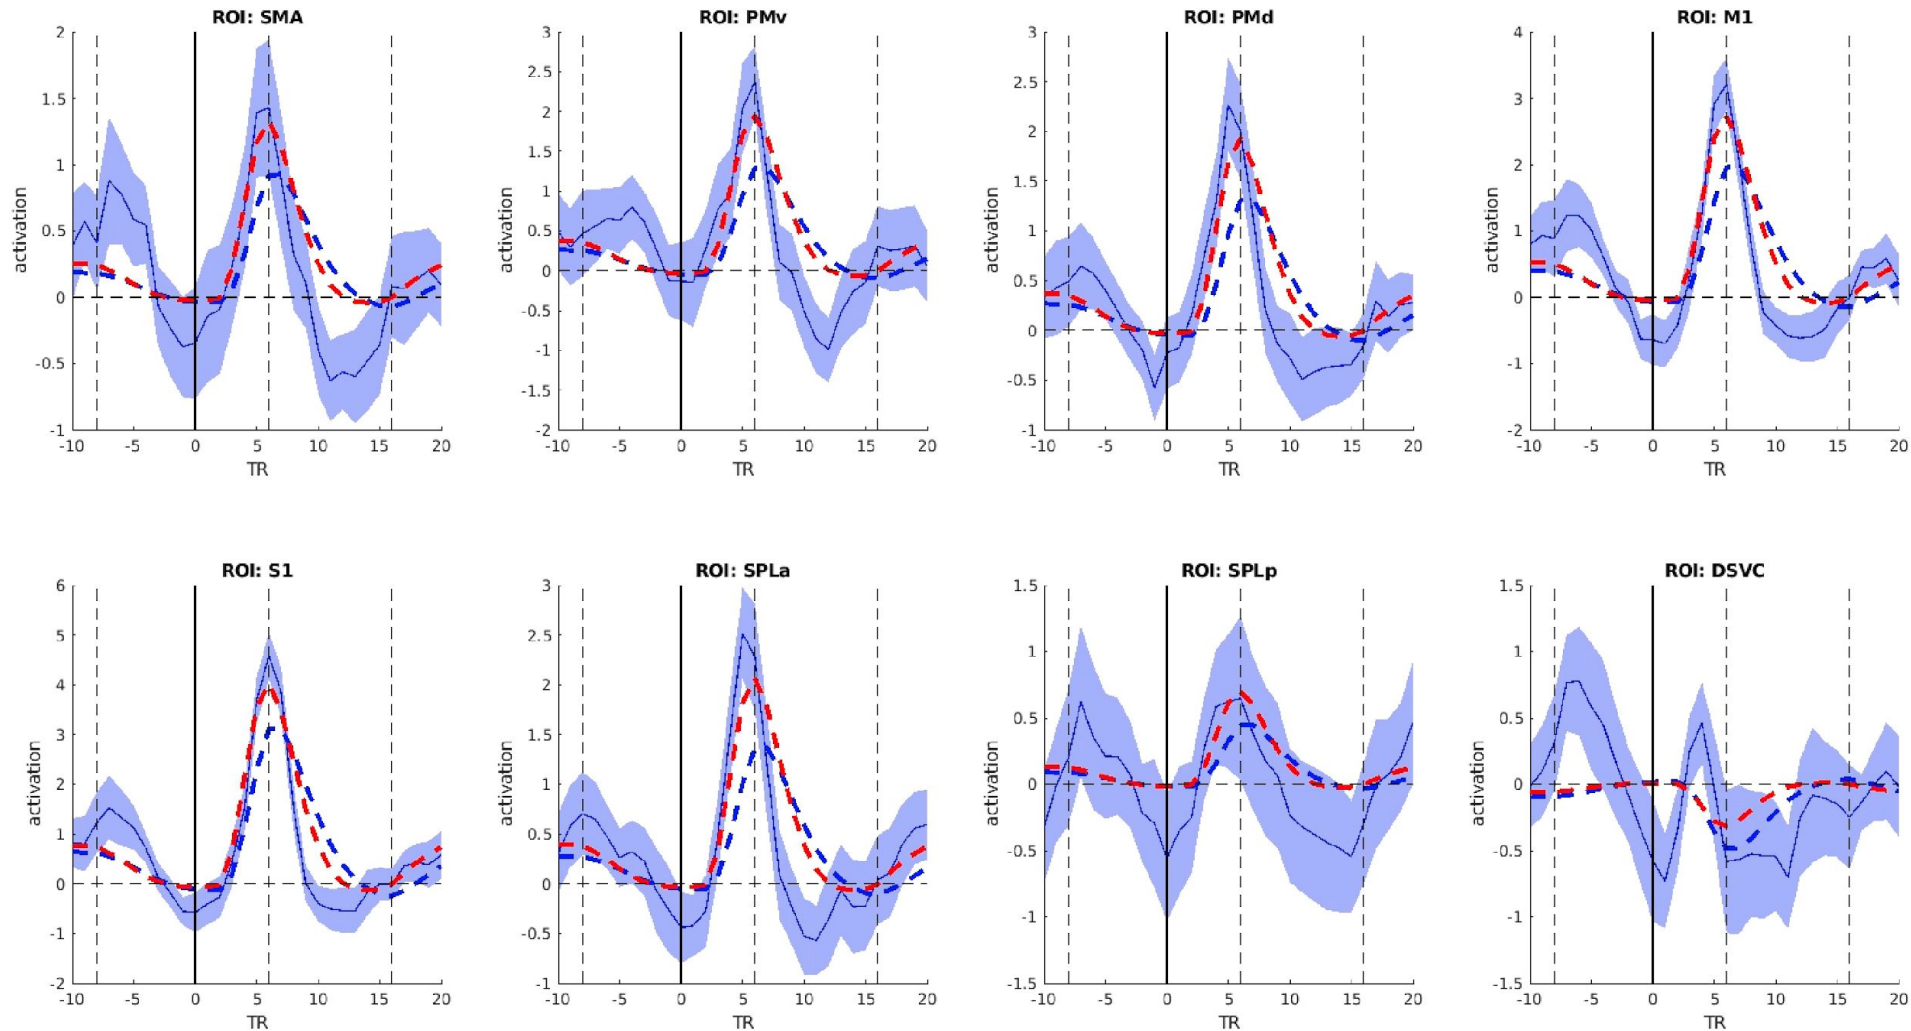 ROI: SMA
activation
2
1.5
1
0.5
0
-0.5
-1
-10 -5 0 5 10 15 20
TR
ROI: PMv
activation
3
2.5
2
1.5
1
0.5
0
-0.5
-1
-1.5
-2
-10 -5 0 5 10 15 20
TR
ROI: PMd
activation
3
2.5
2
1.5
1
0.5
0
-0.5
-1
-10 -5 0 5 10 15 20
TR
ROI: M1
activation
4
3
2
1
0
-1
-2
-10 -5 0 5 10 15 20
TR
ROI: S1
activation
6
5
4
3
2
1
0
-1
-2
-10 -5 0 5 10 15 20
TR
ROI: SPLa
activation
3
2.5
2
1.5
1
0.5
0
-0.5
-1
-10 -5 0 5 10 15 20
TR
ROI: SPLp
activation
1.5
1
0.5
0
-0.5
-1
-1.5
-10 -5 0 5 10 15 20
TR
ROI: DSVC
activation
1.5
1
0.5
0
-0.5
-1
-1.5
-10 -5 0 5 10 15 20
TR